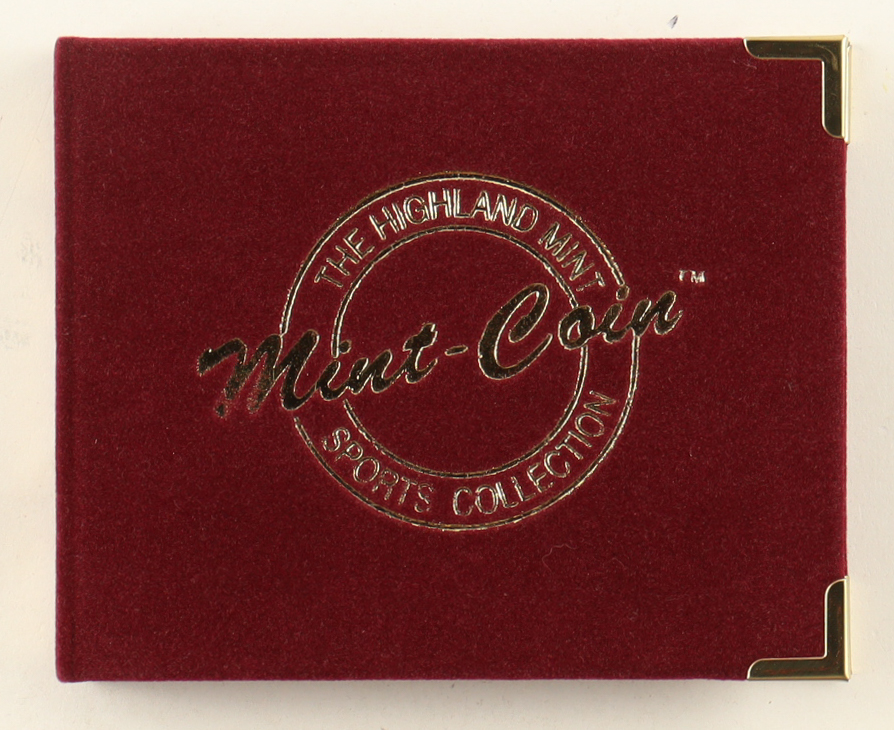 THE HIGHLAND MINT
Mint-Coin™
SPORTS COLLECTION